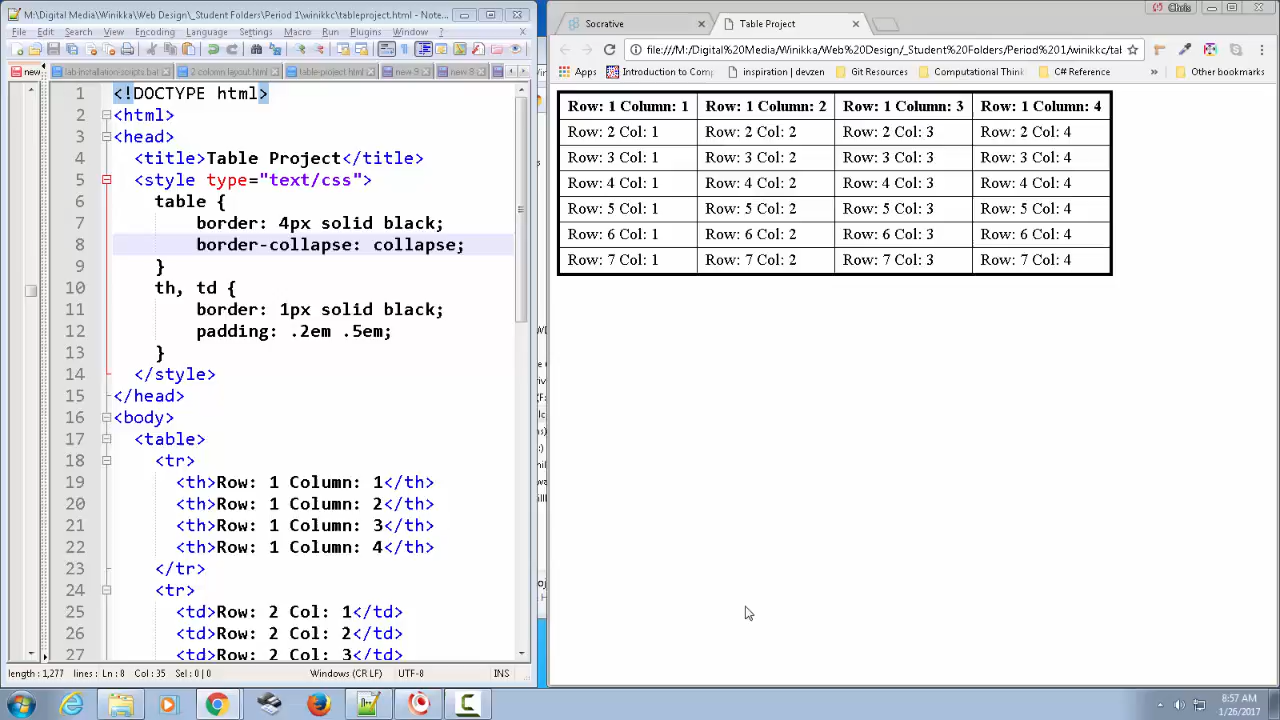 M:\Digital Media\Winikka\Web Design\_Student Folders\Period 1\winikkc\tableproject.html - Note...
File Edit Search View Encoding Language Settings Macro Run Plugins Window ?
X
new
lab-installation-scripts.bat
2 column layout.html
table-project.html
new 9
new 8
1 <!DOCTYPE html>
2 <html>
3 <head>
4 <title>Table Project</title>
5 <style type="text/css">
6 table {
7 border: 4px solid black;
8 border-collapse: collapse;
9 }
10 th, td {
11 border: 1px solid black;
12 padding: .2em .5em;
13 }
14 </style>
15 </head>
16 <body>
17 <table>
18 <tr>
19 <th>Row: 1 Column: 1</th>
20 <th>Row: 1 Column: 2</th>
21 <th>Row: 1 Column: 3</th>
22 <th>Row: 1 Column: 4</th>
23 </tr>
24 <tr>
25 <td>Row: 2 Col: 1</td>
26 <td>Row: 2 Col: 2</td>
27 <td>Row: 2 Col: 3</td>
length : 1,277 lines : Ln : 8 Col : 35 Sel : 0 | 0 Windows (CR LF) UTF-8 INS
Socrative
Table Project
Chris
file:///M:/Digital%20Media/Winikka/Web%20Design/_Student%20Folders/Period%201/winikkc/tab
Apps Introduction to Comp Inspiration | devsn Git Resources Computational Think C# Reference » Other bookmarks
Row: 1 Column: 1 Row: 1 Column: 2 Row: 1 Column: 3 Row: 1 Column: 4
Row: 2 Col: 1 Row: 2 Col: 2 Row: 2 Col: 3 Row: 2 Col: 4
Row: 3 Col: 1 Row: 3 Col: 2 Row: 3 Col: 3 Row: 3 Col: 4
Row: 4 Col: 1 Row: 4 Col: 2 Row: 4 Col: 3 Row: 4 Col: 4
Row: 5 Col: 1 Row: 5 Col: 2 Row: 5 Col: 3 Row: 5 Col: 4
Row: 6 Col: 1 Row: 6 Col: 2 Row: 6 Col: 3 Row: 6 Col: 4
Row: 7 Col: 1 Row: 7 Col: 2 Row: 7 Col: 3 Row: 7 Col: 4
8:57 AM
1/26/2017